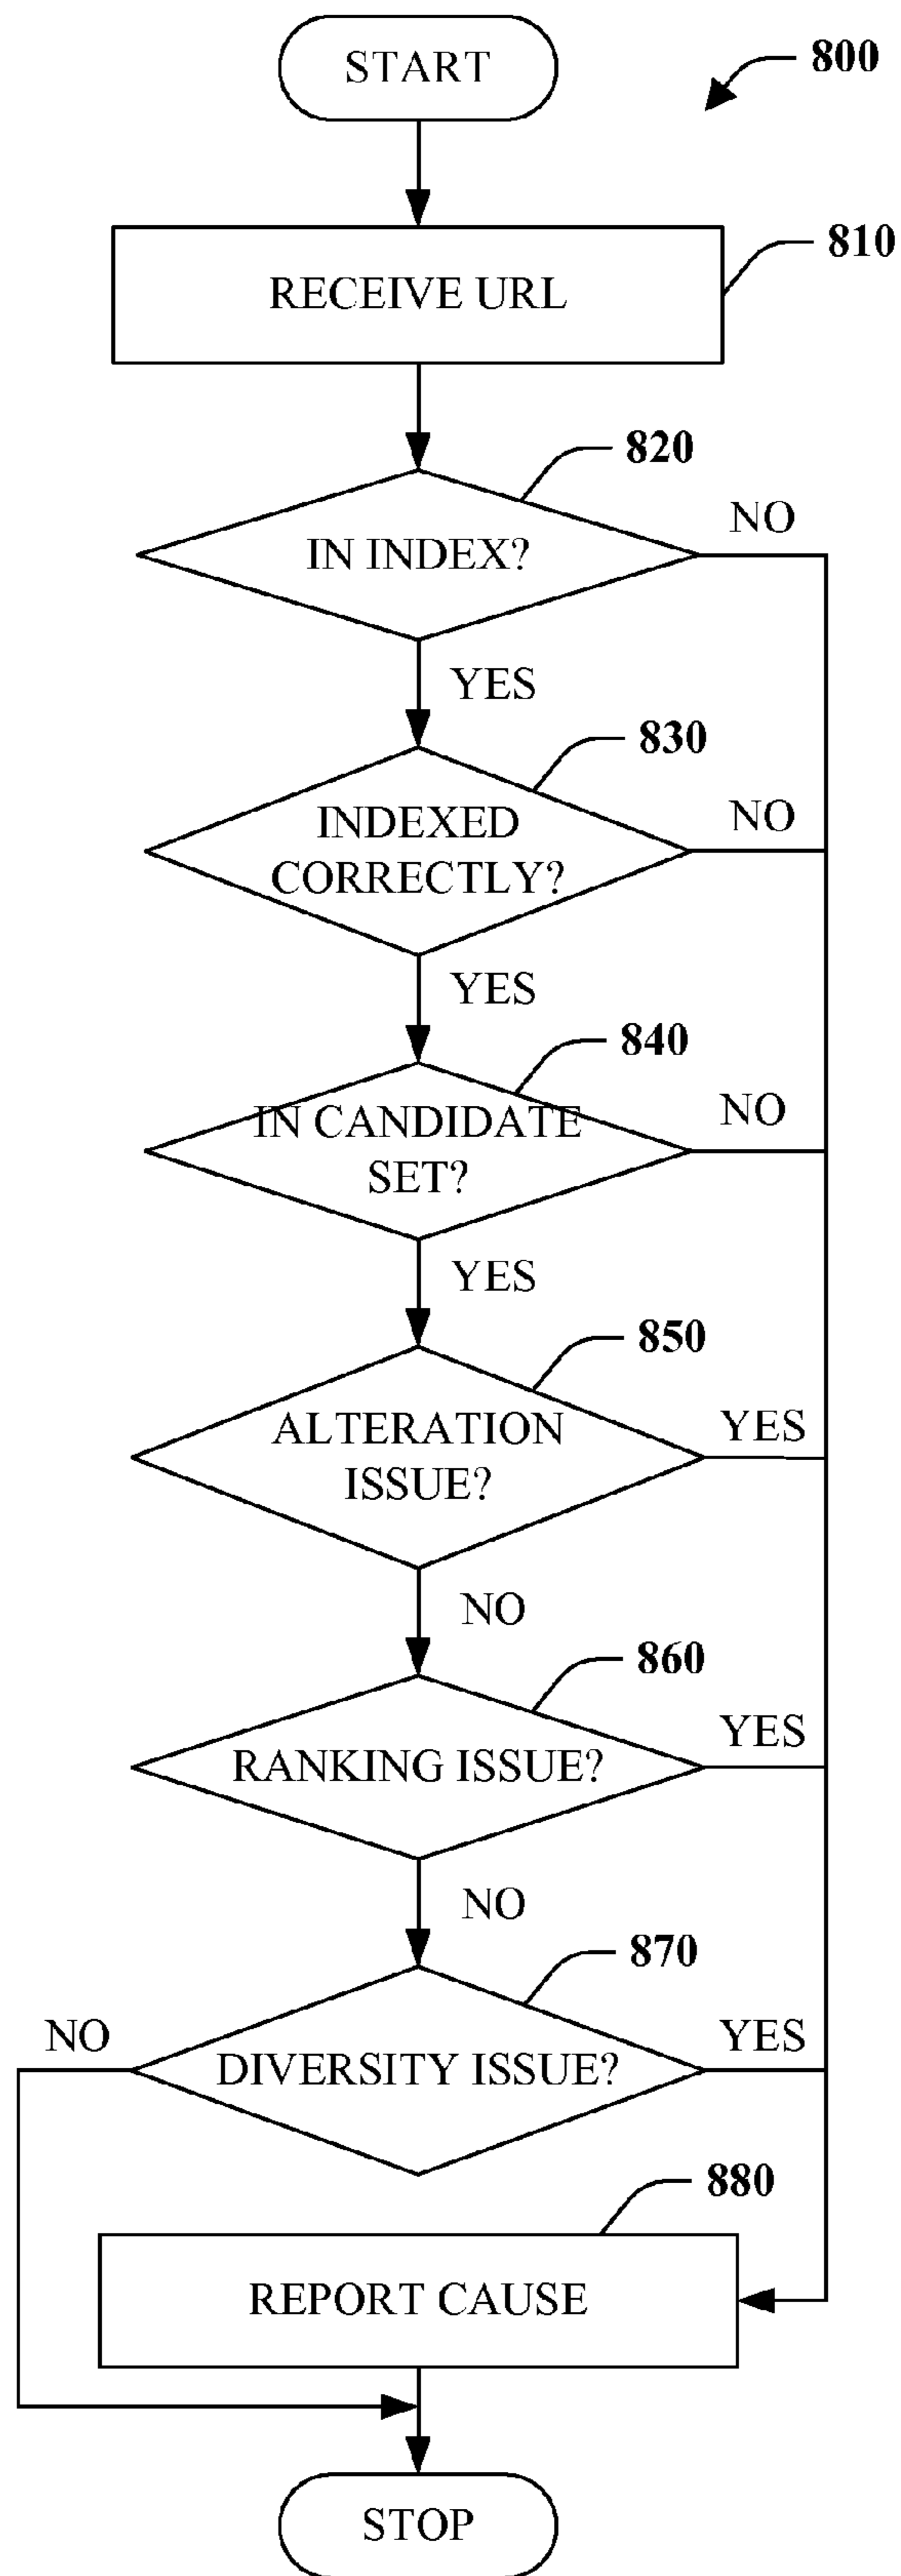 START
800
RECEIVE URL
810
820
IN INDEX?
NO
YES
830
INDEXED
CORRECTLY?
NO
YES
840
IN CANDIDATE
SET?
NO
YES
850
ALTERATION
ISSUE?
YES
NO
860
RANKING ISSUE?
YES
NO
870
NO
DIVERSITY ISSUE?
YES
880
REPORT CAUSE
STOP